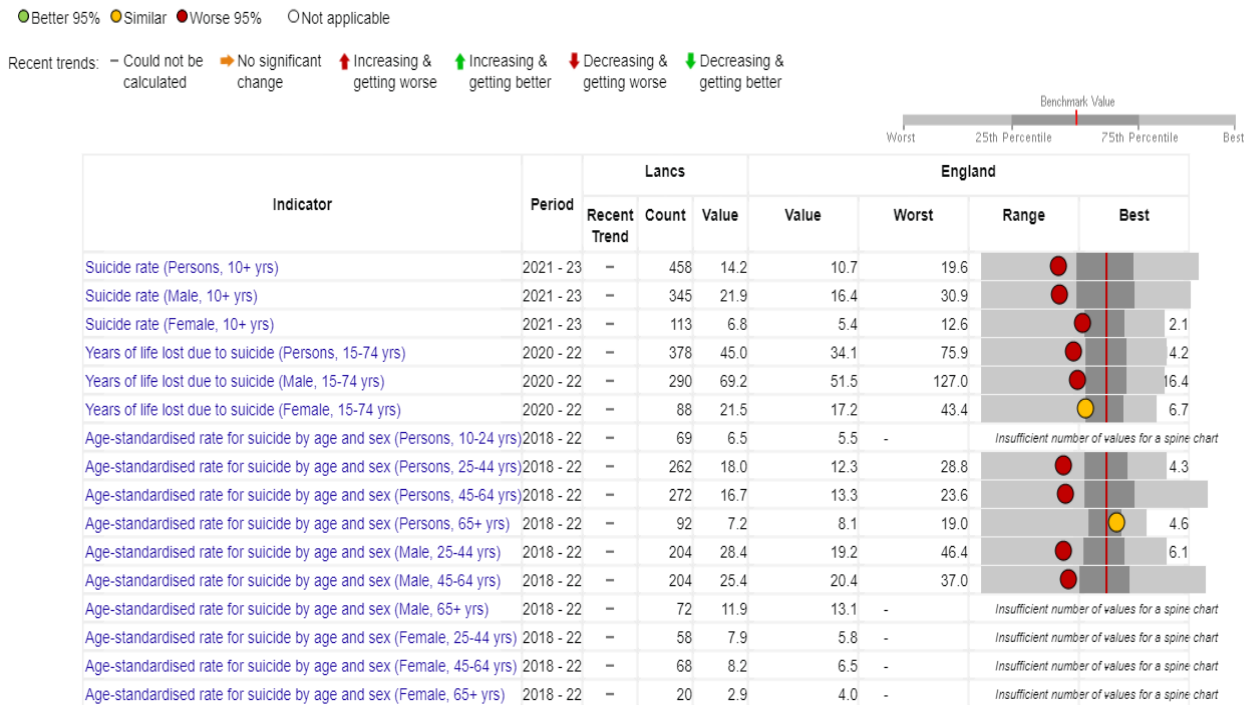 Better 95% Similar Worse 95% Not applicable
Recent trends: – Could not be calculated No significant change Increasing & getting worse Increasing & getting better Decreasing & getting worse Decreasing & getting better
Benchmark Value
Worst 25th Percentile 75th Percentile Best
Lancs England
Indicator Period Recent Trend Count Value Value Worst Range Best
Suicide rate (Persons, 10+ yrs) 2021 - 23 – 458 14.2 10.7 19.6
Suicide rate (Male, 10+ yrs) 2021 - 23 – 345 21.9 16.4 30.9
Suicide rate (Female, 10+ yrs) 2021 - 23 – 113 6.8 5.4 12.6 2.1
Years of life lost due to suicide (Persons, 15-74 yrs) 2020 - 22 – 378 45.0 34.1 75.9 4.2
Years of life lost due to suicide (Male, 15-74 yrs) 2020 - 22 – 290 69.2 51.5 127.0 16.4
Years of life lost due to suicide (Female, 15-74 yrs) 2020 - 22 – 88 21.5 17.2 43.4 6.7
Age-standardised rate for suicide by age and sex (Persons, 10-24 yrs) 2018 - 22 – 69 6.5 5.5 - Insufficient number of values for a spine chart
Age-standardised rate for suicide by age and sex (Persons, 25-44 yrs) 2018 - 22 – 262 18.0 12.3 28.8 4.3
Age-standardised rate for suicide by age and sex (Persons, 45-64 yrs) 2018 - 22 – 272 16.7 13.3 23.6
Age-standardised rate for suicide by age and sex (Persons, 65+ yrs) 2018 - 22 – 92 7.2 8.1 19.0 4.6
Age-standardised rate for suicide by age and sex (Male, 25-44 yrs) 2018 - 22 – 204 28.4 19.2 46.4 6.1
Age-standardised rate for suicide by age and sex (Male, 45-64 yrs) 2018 - 22 – 204 25.4 20.4 37.0
Age-standardised rate for suicide by age and sex (Male, 65+ yrs) 2018 - 22 – 72 11.9 13.1 - Insufficient number of values for a spine chart
Age-standardised rate for suicide by age and sex (Female, 25-44 yrs) 2018 - 22 – 58 7.9 5.8 - Insufficient number of values for a spine chart
Age-standardised rate for suicide by age and sex (Female, 45-64 yrs) 2018 - 22 – 68 8.2 6.5 - Insufficient number of values for a spine chart
Age-standardised rate for suicide by age and sex (Female, 65+ yrs) 2018 - 22 – 20 2.9 4.0 - Insufficient number of values for a spine chart